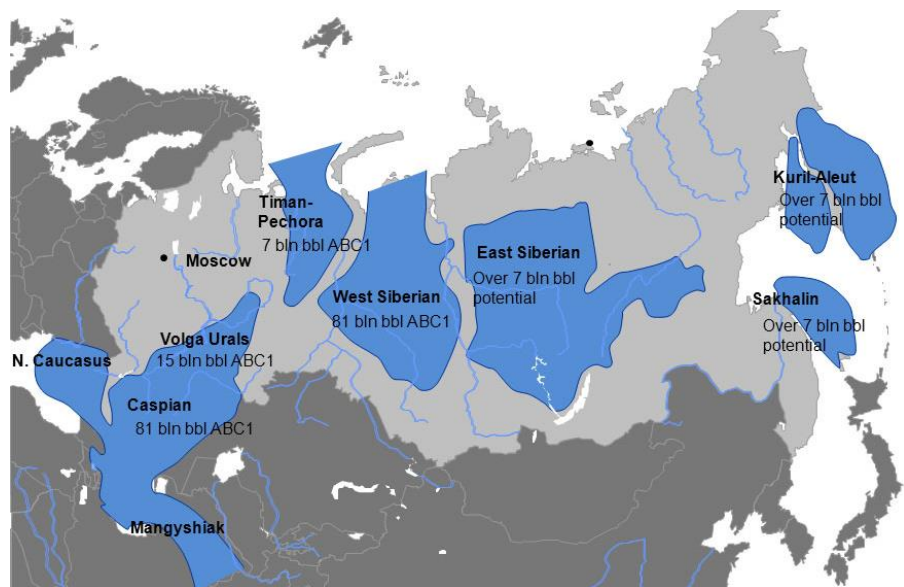 Timan-
Pechora
7 bln bbl ABC1
Moscow
Kuril-Aleut
Over 7 bln bbl
potential
East Siberian
Over 7 bln bbl
potential
West Siberian
81 bln bbl ABC1
Sakhalin
Over 7 bln bbl
potential
Volga Urals
15 bln bbl ABC1
N. Caucasus
Caspian
81 bln bbl ABC1
Mangyshiak